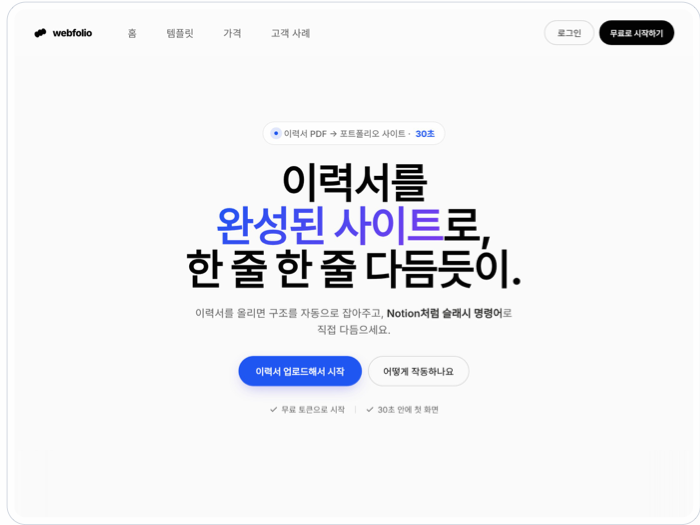 webfolio 홈 템플릿 가격 고객 사례 로그인 무료로 시작하기
이력서 PDF → 포트폴리오 사이트 · 30초
이력서를
완성된 사이트로,
한 줄 한 줄 다듬듯이.
이력서를 올리면 구조를 자동으로 잡아주고, Notion처럼 슬래시 명령어로
직접 다듬으세요.
이력서 업로드해서 시작 어떻게 작동하나요
✓ 무료 토큰으로 시작 | ✓ 30초 안에 첫 화면